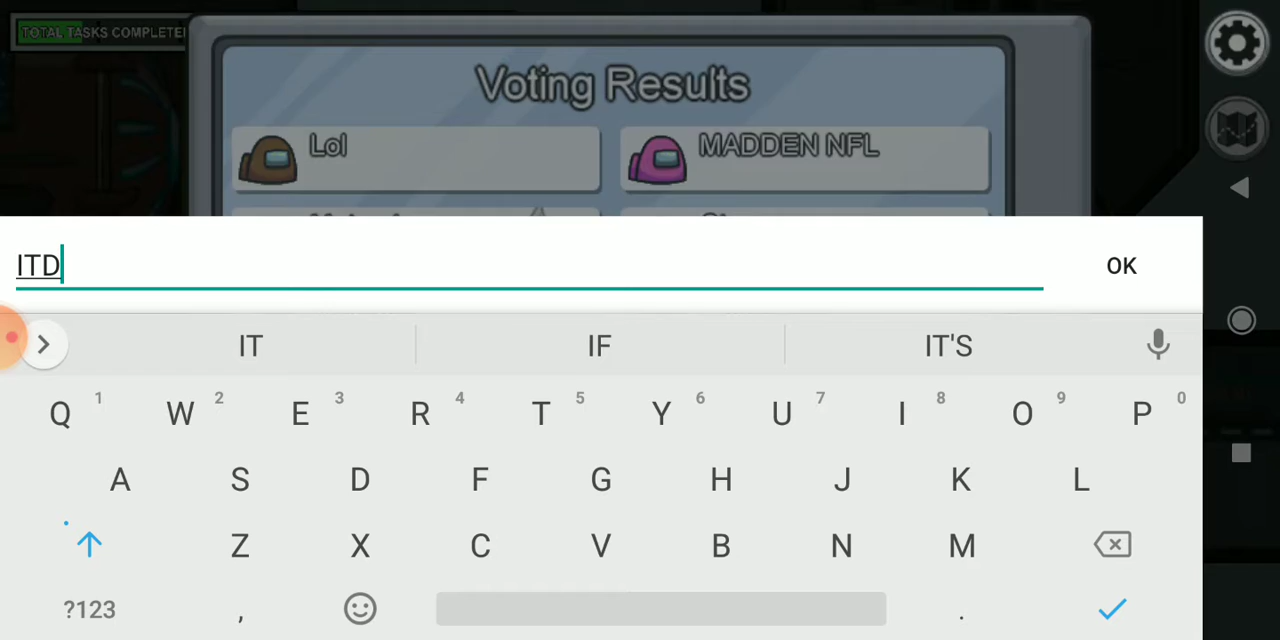 TOTAL TASKS COMPLETE
Voting Results
Lol
MADDEN NFL
ITD
OK
IT
IF
IT'S
Q 1 W 2 E 3 R 4 T 5 Y 6 U 7 I 8 O 9 P 0
A S D F G H J K L
Z X C V B N M
?123 , .